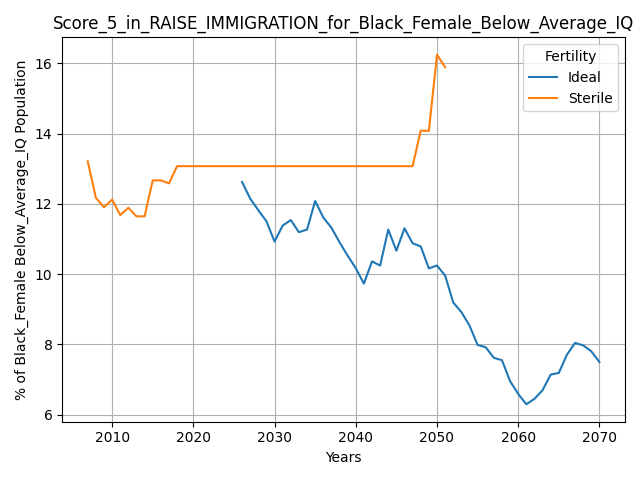 Score_5_in_RAISE_IMMIGRATION_for_Black_Female_Below_Average_IQ
% of Black_Female Below_Average_IQ Population
16
14
12
10
8
6
Fertility
Ideal
Sterile
2010 2020 2030 2040 2050 2060 2070
Years